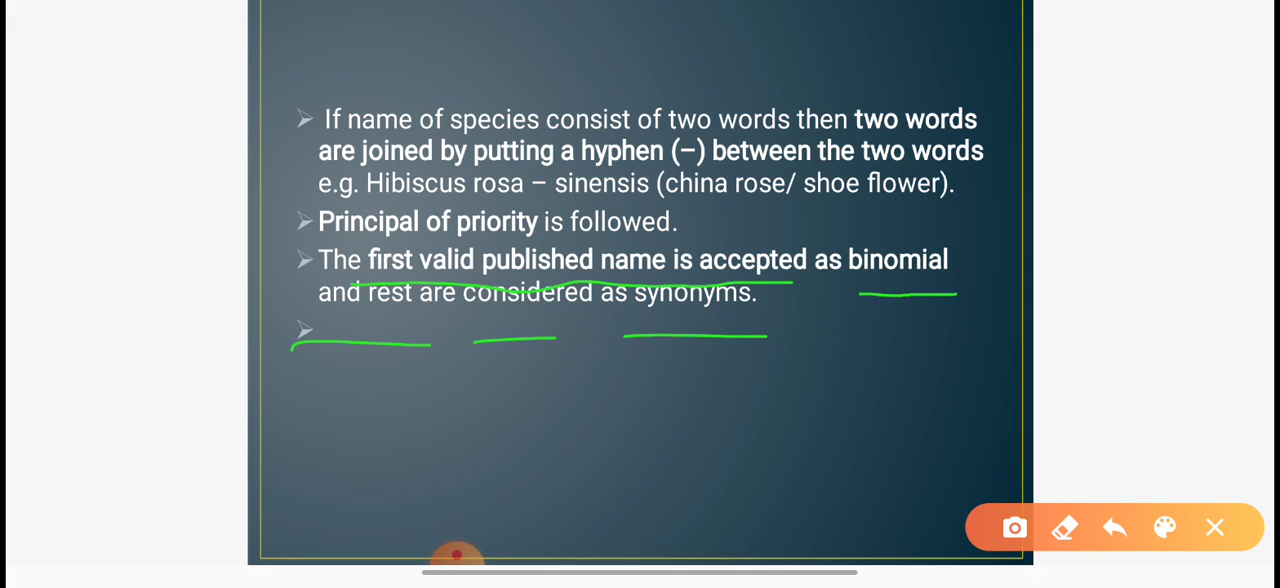 If name of species consist of two words then two words
are joined by putting a hyphen (–) between the two words
e.g. Hibiscus rosa – sinensis (china rose/ shoe flower).
Principal of priority is followed.
The first valid published name is accepted as binomial
and rest are considered as synonyms.